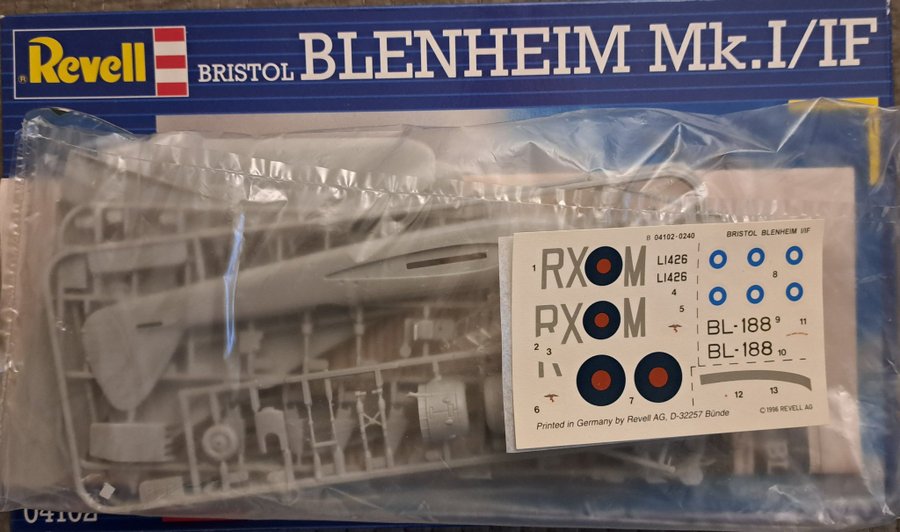 ® Revell
BRISTOL BLENHEIM Mk.I/IF
B 04102-0240
BRISTOL BLENHEIM I/IF
1
RX M
L1426
L1426
4
8
5
RX M
2
3
R
6
7
BL-188 9
BL-188 10
11
12
13
Printed in Germany by Revell AG, D-32257 Bünde
© 1996 REVELL AG
04102